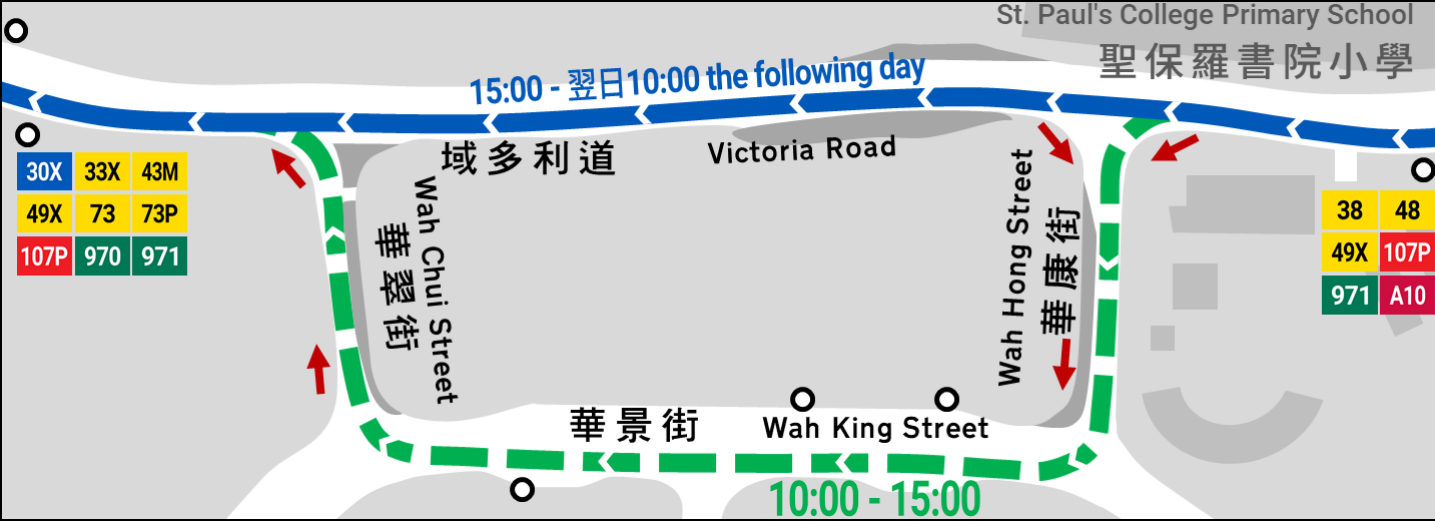 St. Paul's College Primary School
聖保羅書院小學
15:00 - 翌日10:00 the following day
域多利道
Victoria Road
30X 33X 43M
49X 73 73P
107P 970 971
Wah Chui Street
華翠街
Wah Hong Street
華康街
38 48
49X 107P
971 A10
華景街
Wah King Street
10:00 - 15:00